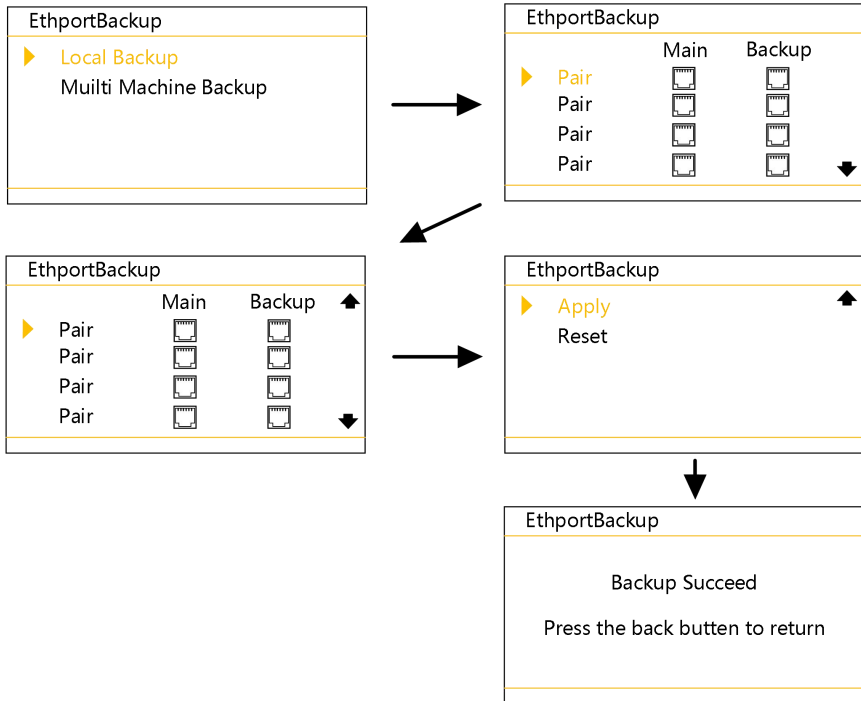 EthportBackup
Local Backup
Muilti Machine Backup
EthportBackup
Main Backup
Pair
Pair
Pair
Pair
EthportBackup
Main Backup
Pair
Pair
Pair
Pair
EthportBackup
Apply
Reset
EthportBackup
Backup Succeed
Press the back butten to return